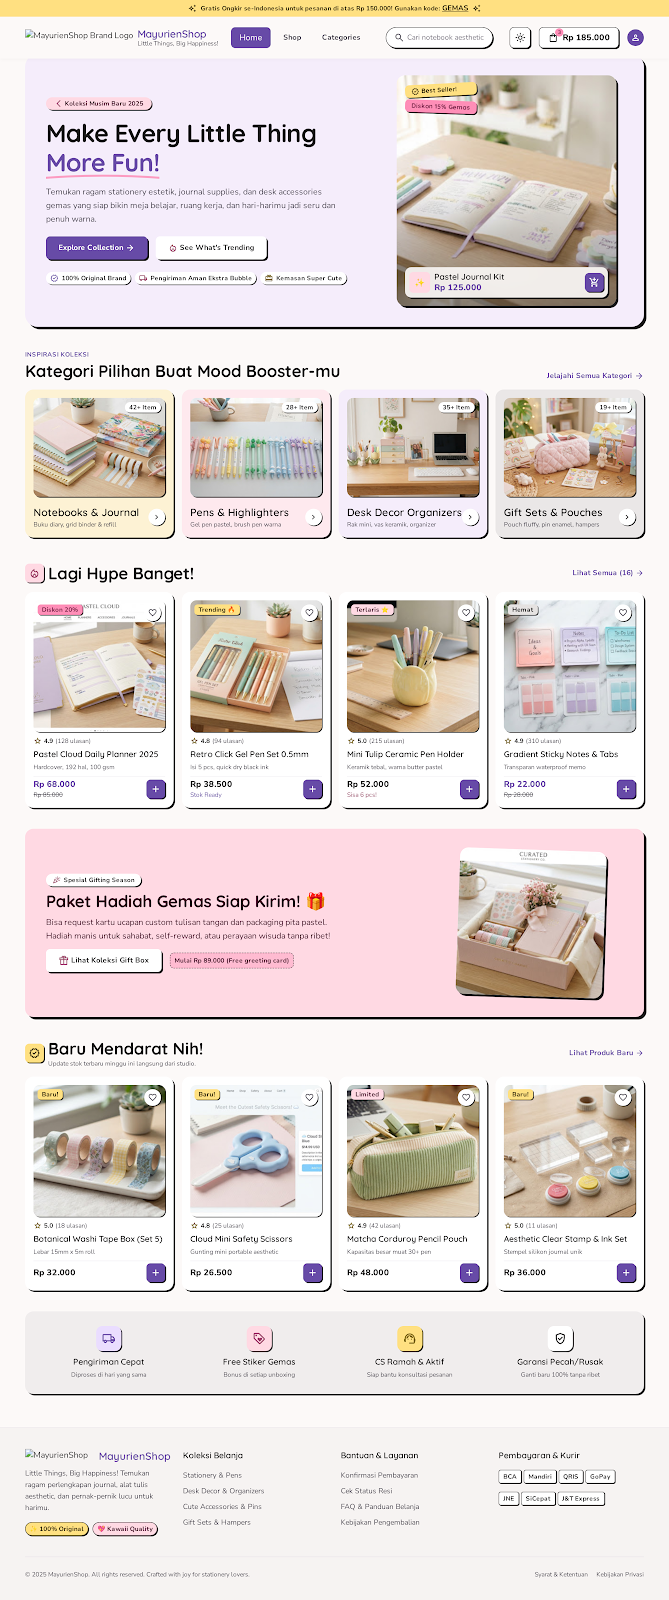 Gratis Ongkir se-Indonesia untuk pesanan di atas Rp 150.000! Gunakan kode: GEMAS
MayurienShop Brand Logo
MayurienShop
Little Things, Big Happiness!
Home
Shop
Categories
Cari notebook aesthetic
Rp 185.000
Koleksi Musim Baru 2025
Make Every Little Thing
More Fun!
Temukan ragam stationery estetik, journal supplies, dan desk accessories
gemas yang siap bikin meja belajar, ruang kerja, dan hari-harimu jadi seru dan
penuh warna.
Explore Collection →
See What's Trending
100% Original Brand
Pengiriman Aman Ekstra Bubble
Kemasan Super Cute
Best Seller!
Diskon 15% Gemas
Pastel Journal Kit
Rp 125.000
INSPIRASI KOLEKSI
Kategori Pilihan Buat Mood Booster-mu
Jelajahi Semua Kategori →
42+ Item
Notebooks & Journal
Buku diary, grid binder & refill
28+ Item
Pens & Highlighters
Gel pen pastel, brush pen warna
35+ Item
Desk Decor Organizers
Rak mini, vas keramik, organizer
19+ Item
Gift Sets & Pouches
Pouch fluffy, pin enamel, hampers
Lagi Hype Banget!
Lihat Semua (16) →
Diskon 20%
PASTEL CLOUD
4.9 (128 ulasan)
Pastel Cloud Daily Planner 2025
Hardcover, 192 hal, 100 gsm
Rp 68.000
Rp 85.000
Trending 🔥
4.8 (94 ulasan)
Retro Click Gel Pen Set 0.5mm
Isi 5 pcs, quick dry black ink
Rp 38.500
Stok Ready
Terlaris ⭐
5.0 (215 ulasan)
Mini Tulip Ceramic Pen Holder
Keramik tebal, warna butter pastel
Rp 52.000
Sisa 6 pcs!
Hemat
Ideas & Goals
Notes
To Do List
4.9 (310 ulasan)
Gradient Sticky Notes & Tabs
Transparan waterproof memo
Rp 22.000
Rp 28.000
Spesial Gifting Season
Paket Hadiah Gemas Siap Kirim! 🎁
Bisa request kartu ucapan custom tulisan tangan dan packaging pita pastel.
Hadiah manis untuk sahabat, self-reward, atau perayaan wisuda tanpa ribet!
Lihat Koleksi Gift Box
Mulai Rp 89.000 (Free greeting card)
CURATED
Baru Mendarat Nih!
Update stok terbaru minggu ini langsung dari studio.
Lihat Produk Baru →
Baru!
5.0 (18 ulasan)
Botanical Washi Tape Box (Set 5)
Lebar 15mm x 5m roll
Rp 32.000
Baru!
Meet the Cutest Safety Scissors
4.8 (25 ulasan)
Cloud Mini Safety Scissors
Gunting mini portable aesthetic
Rp 26.500
Limited
4.9 (42 ulasan)
Matcha Corduroy Pencil Pouch
Kapasitas besar muat 30+ pen
Rp 48.000
Baru!
5.0 (11 ulasan)
Aesthetic Clear Stamp & Ink Set
Stempel silikon jurnal unik
Rp 36.000
Pengiriman Cepat
Diproses di hari yang sama
Free Stiker Gemas
Bonus di setiap unboxing
CS Ramah & Aktif
Siap bantu konsultasi pesanan
Garansi Pecah/Rusak
Ganti baru 100% tanpa ribet
MayurienShop
MayurienShop
Little Things, Big Happiness! Temukan
ragam perlengkapan journal, alat tulis
aesthetic, dan pernak-pernik lucu untuk
harimu.
100% Original
💖 Kawaii Quality
Koleksi Belanja
Stationery & Pens
Desk Decor & Organizers
Cute Accessories & Pins
Gift Sets & Hampers
Bantuan & Layanan
Konfirmasi Pembayaran
Cek Status Resi
FAQ & Panduan Belanja
Kebijakan Pengembalian
Pembayaran & Kurir
BCA
Mandiri
QRIS
GoPay
JNE
SiCepat
J&T Express
© 2025 MayurienShop. All rights reserved. Crafted with joy for stationery lovers.
Syarat & Ketentuan
Kebijakan Privasi